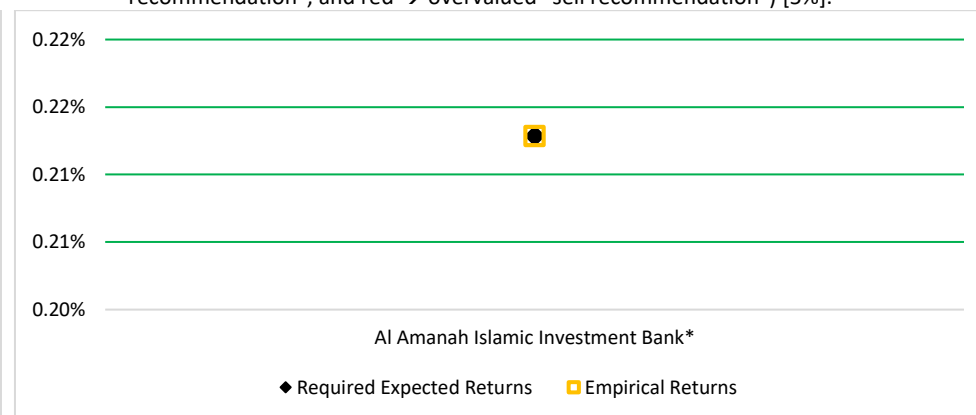 recommendation", and red → overvalued "sell recommendation") [5%].
0.22%
0.22%
0.21%
0.21%
0.20%
Al Amanah Islamic Investment Bank*
Required Expected Returns Empirical Returns